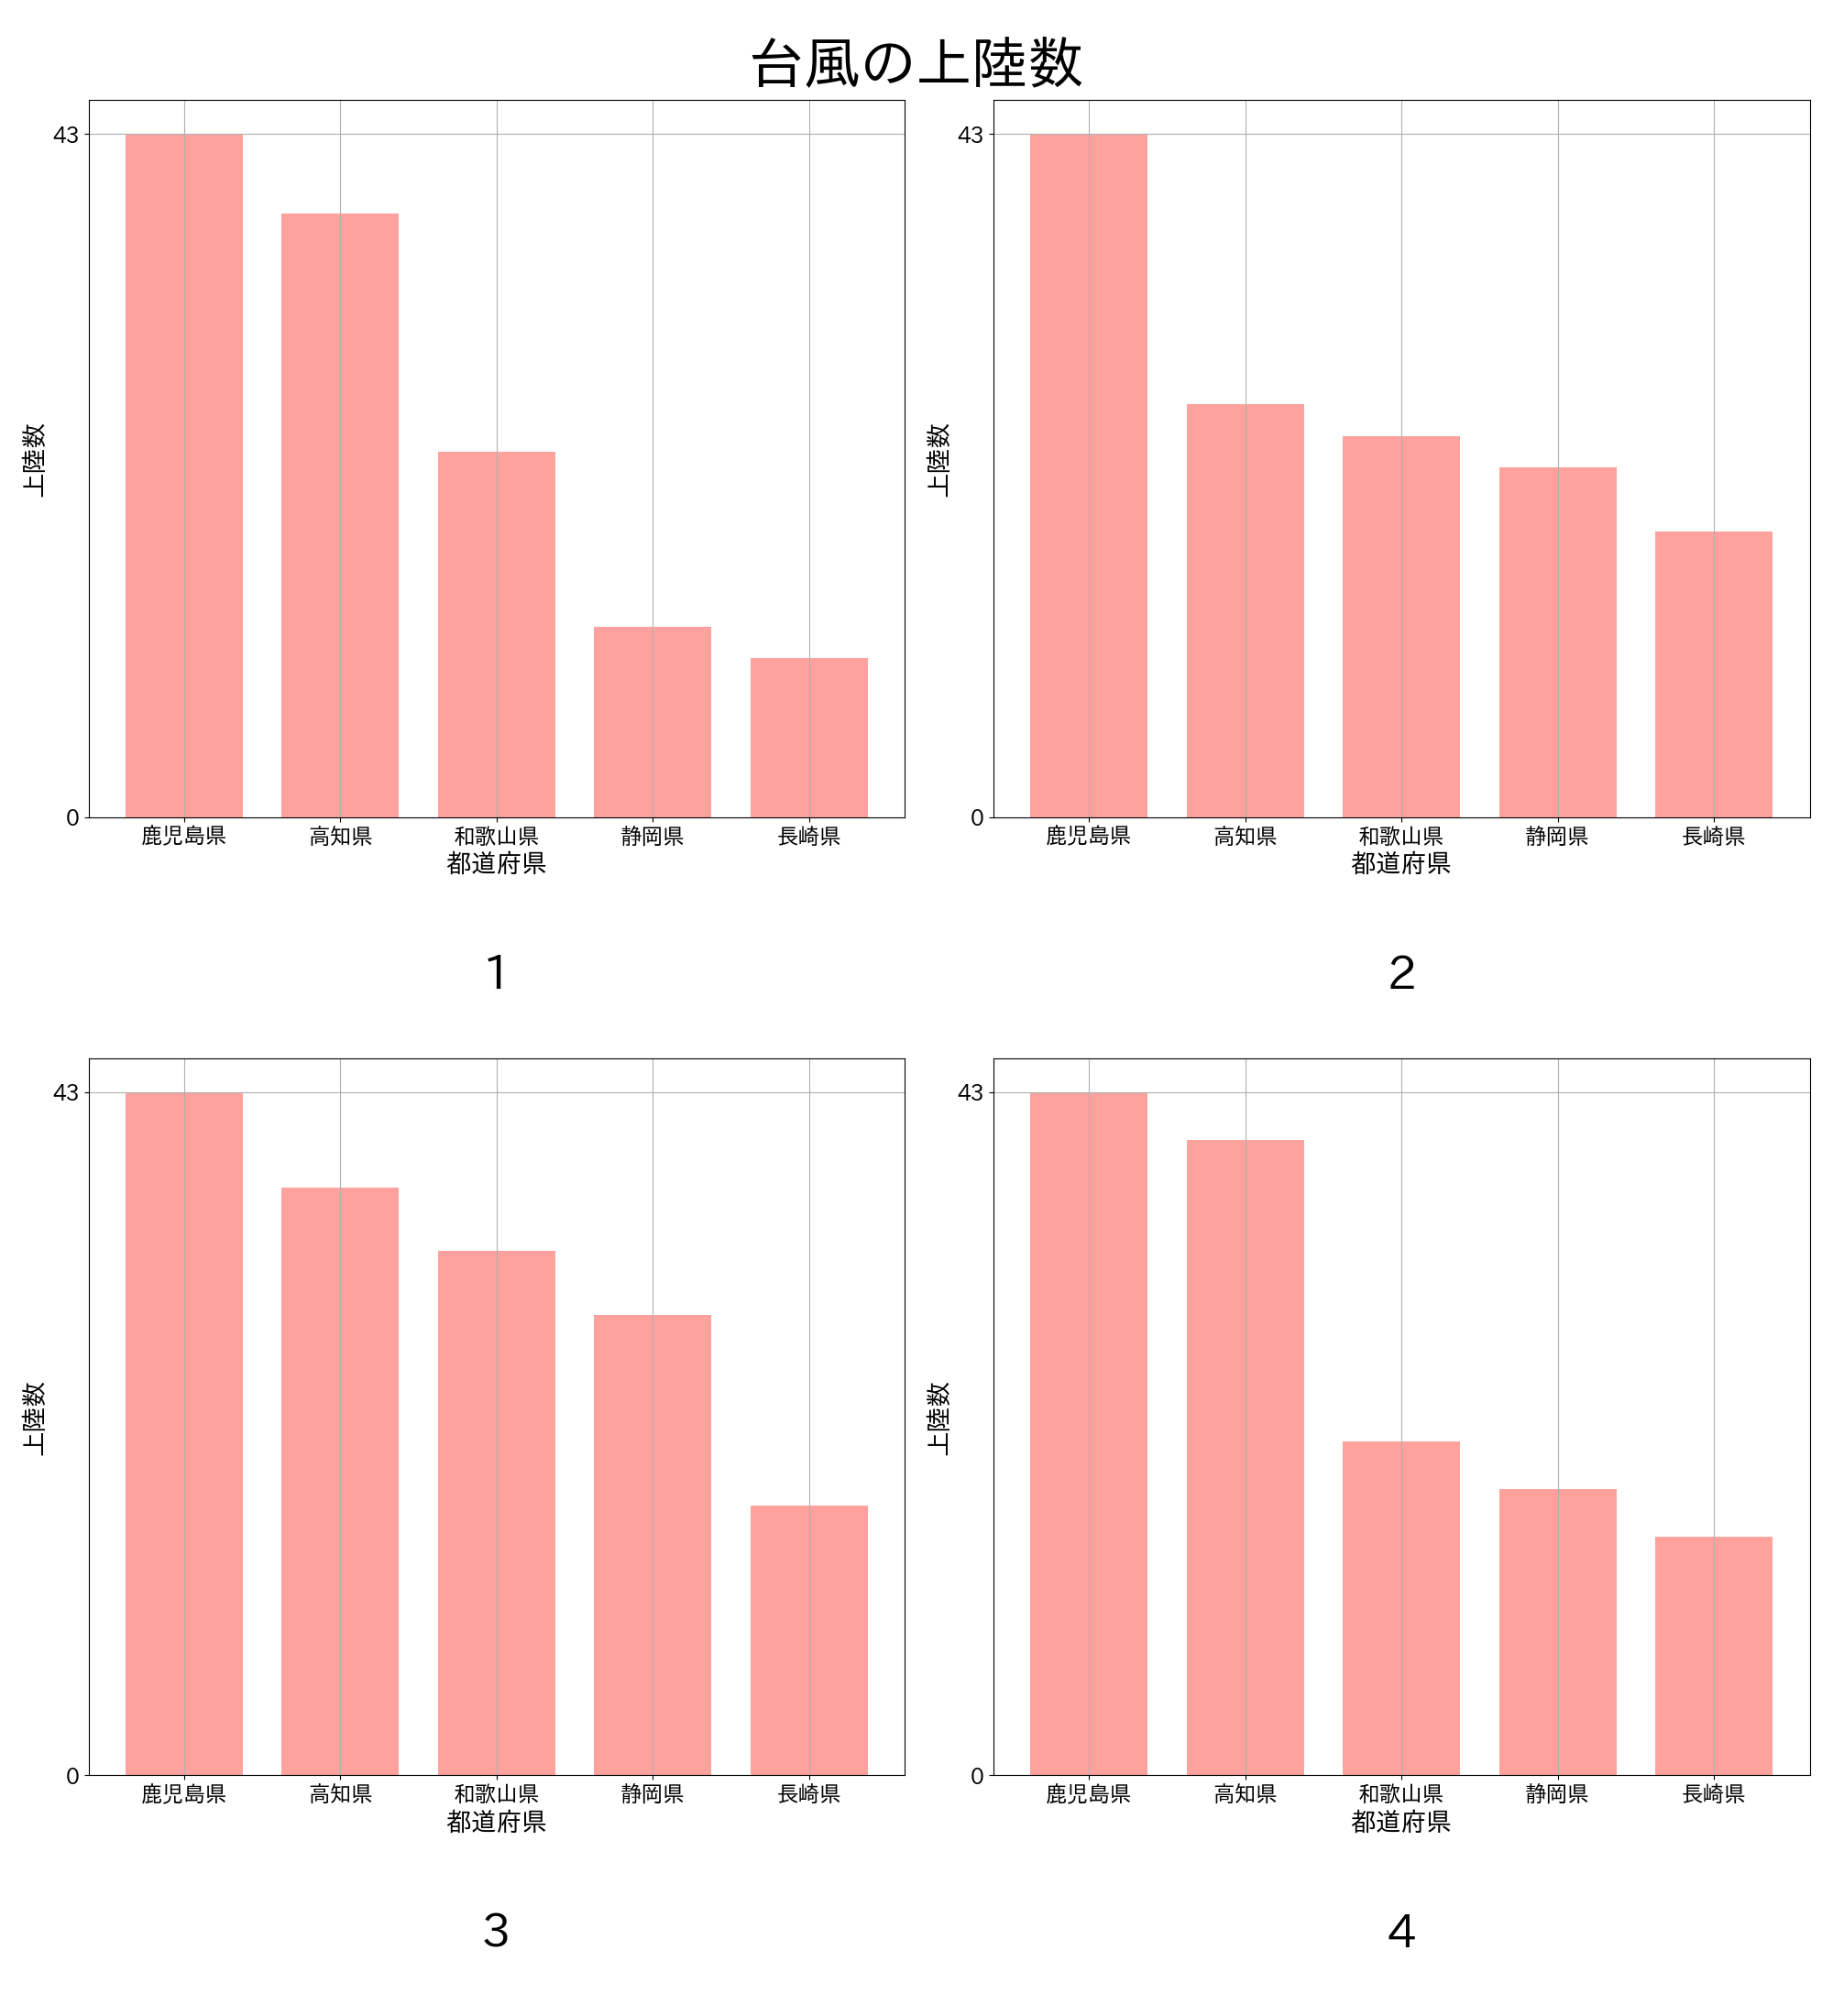 台風の上陸数
43
0
上陸数
鹿児島県 高知県 和歌山県 静岡県 長崎県
都道府県
1
43
0
上陸数
鹿児島県 高知県 和歌山県 静岡県 長崎県
都道府県
2
43
0
上陸数
鹿児島県 高知県 和歌山県 静岡県 長崎県
都道府県
3
43
0
上陸数
鹿児島県 高知県 和歌山県 静岡県 長崎県
都道府県
4